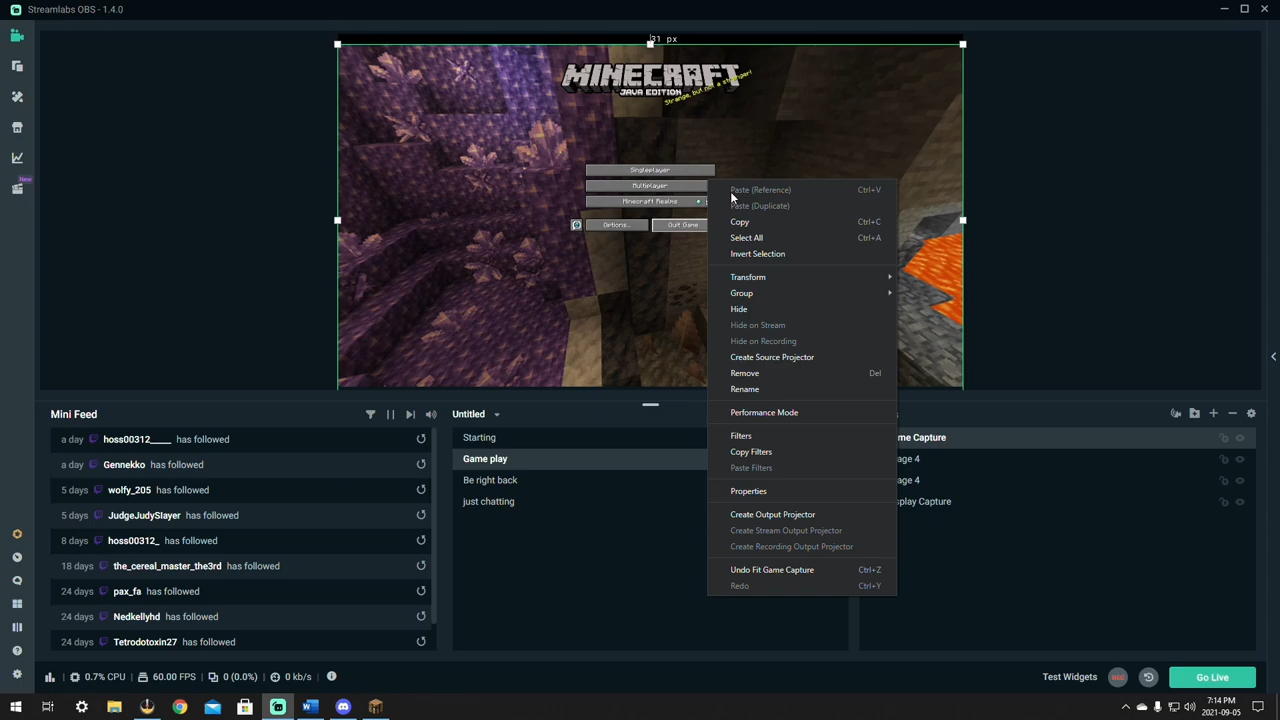 Streamlabs OBS - 1.4.0
31 px
MINECRAFT
JAVA EDITION
Strange, but not a stranger!
Singleplayer
Multiplayer
Minecraft Realms
Options...
Quit Game
Paste (Reference) Ctrl+V
Paste (Duplicate)
Copy Ctrl+C
Select All Ctrl+A
Invert Selection
Transform
Group
Hide
Hide on Stream
Hide on Recording
Create Source Projector
Remove Del
Rename
Performance Mode
Filters
Copy Filters
Paste Filters
Properties
Create Output Projector
Create Stream Output Projector
Create Recording Output Projector
Undo Fit Game Capture Ctrl+Z
Redo Ctrl+Y
New
Mini Feed
a day hoss00312____ has followed
a day Gennekko has followed
5 days wolfy_205 has followed
5 days JudgeJudySlayer has followed
8 days hoss00312_ has followed
18 days the_cereal_master_the3rd has followed
24 days pax_fa has followed
24 days Nedkellyhd has followed
24 days Tetrodotoxin27 has followed
Untitled
Starting
Game play
Be right back
just chatting
s
me Capture
age 4
age 4
splay Capture
0.7% CPU 60.00 FPS 0 (0.0%) 0 kb/s
Test Widgets REC Go Live
7:14 PM
2021-09-05